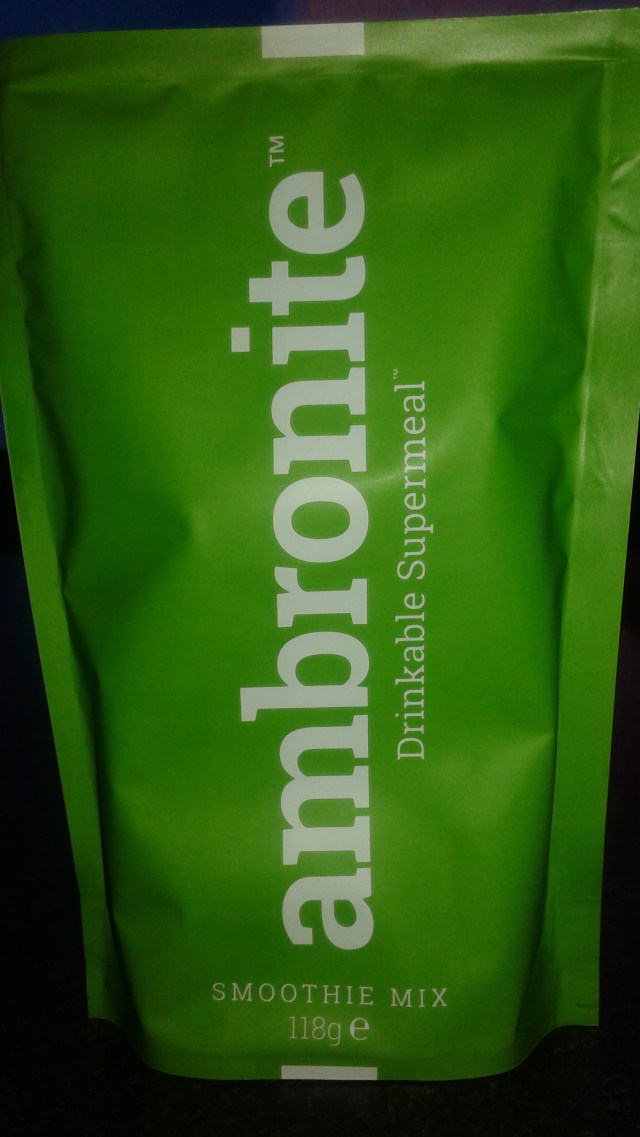 ambronite™
Drinkable Supermeal™
SMOOTHIE MIX
118g e